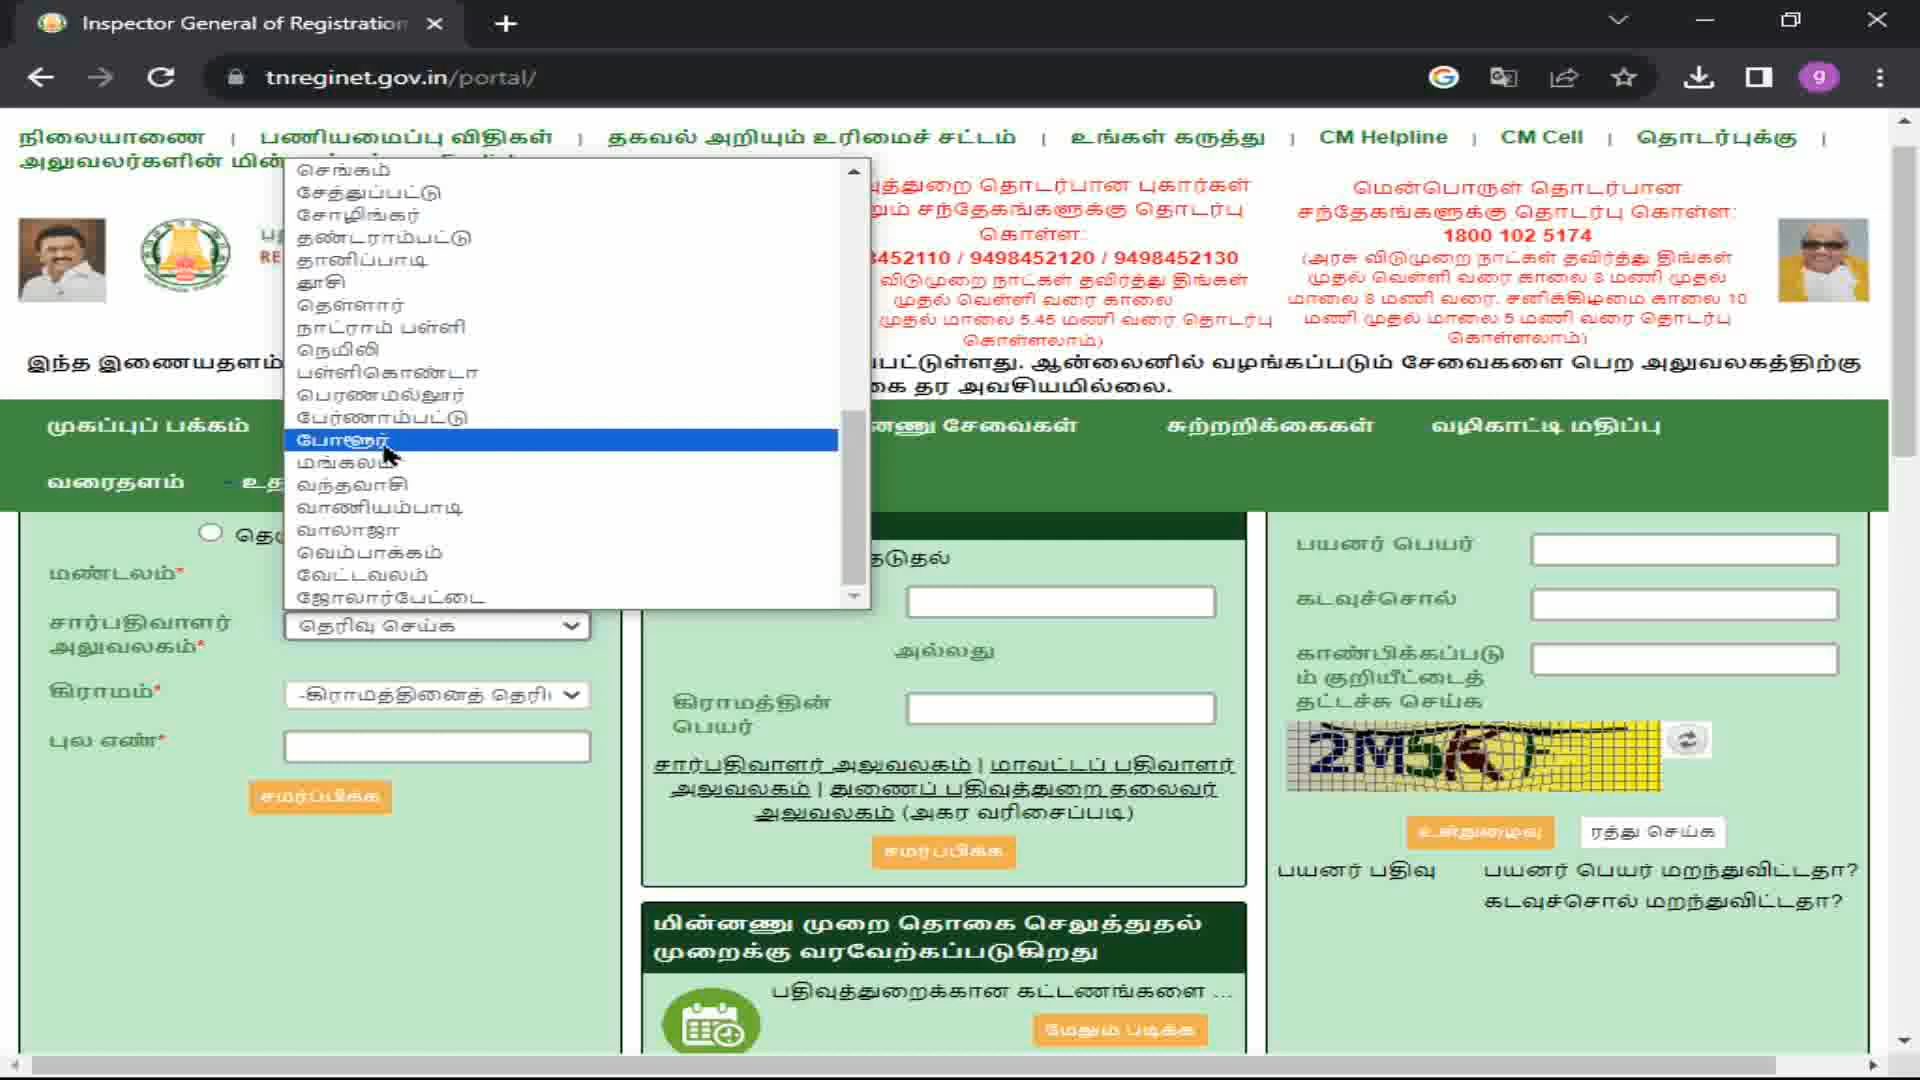 Inspector General of Registration
tnreginet.gov.in/portal/
g
நிலையாணை | பணியமைப்பு விதிகள் | தகவல் அறியும் உரிமைச் சட்டம் | உங்கள் கருத்து | CM Helpline | CM Cell | தொடர்புக்கு |
அலுவலர்களின் மின்
செங்கம்
சேத்துப்பட்டு
சோழிங்கர்
தண்டராம்பட்டு
தானிப்பாடி
தூசி
தெள்ளார்
நாட்ராம் பள்ளி
நெமிலி
பள்ளிகொண்டா
பெரணமல்லூர்
பேர்ணாம்பட்டு
போளூர்
மங்கலம்
வந்தவாசி
வாணியம்பாடி
வாலாஜா
வெம்பாக்கம்
வேட்டவலம்
ஜோலார்பேட்டை
துறை தொடர்பான புகார்கள்
சந்தேகங்களுக்கு தொடர்பு
கொள்ள:
8452110 / 9498452120 / 9498452130
விடுமுறை நாட்கள் தவிர்த்து திங்கள்
முதல் வெள்ளி வரை காலை
முதல் மாலை 5.45 மணி வரை தொடர்பு
கொள்ளலாம்)
மென்பொருள் தொடர்பான
சந்தேகங்களுக்கு தொடர்பு கொள்ள:
1800 102 5174
(அரசு விடுமுறை நாட்கள் தவிர்த்து திங்கள்
முதல் வெள்ளி வரை காலை 8 மணி முதல்
மாலை 8 மணி வரை. சனிக்கிழமை காலை 10
மணி முதல் மாலை 5 மணி வரை தொடர்பு
கொள்ளலாம்)
இந்த இணையதளம் பட்டுள்ளது. ஆன்லைனில் வழங்கப்படும் சேவைகளை பெற அலுவலகத்திற்கு
கை தர அவசியமில்லை.
முகப்புப் பக்கம் னணு சேவைகள் சுற்றறிக்கைகள் வழிகாட்டி மதிப்பு
வரைதளம் உத
மண்டலம்*
சார்பதிவாளர்
அலுவலகம்*
தெரிவு செய்க
கிராமம்*
-கிராமத்தினைத் தெரி
புல எண்*
சமர்ப்பிக்க
தேடுதல்
அல்லது
கிராமத்தின்
பெயர்
சார்பதிவாளர் அலுவலகம் | மாவட்டப் பதிவாளர்
அலுவலகம் | துணைப் பதிவுத்துறை தலைவர்
அலுவலகம் (அகர வரிசைப்படி)
சமர்ப்பிக்க
மின்னணு முறை தொகை செலுத்துதல்
முறைக்கு வரவேற்கப்படுகிறது
பதிவுத்துறைக்கான கட்டணங்களை ...
மேலும் படிக்க
பயனர் பெயர்
கடவுச்சொல்
காண்பிக்கப்படு
ம் குறியீட்டைத்
தட்டச்சு செய்க
உள்நுழைவு ரத்து செய்க
பயனர் பதிவு பயனர் பெயர் மறந்துவிட்டதா?
கடவுச்சொல் மறந்துவிட்டதா?